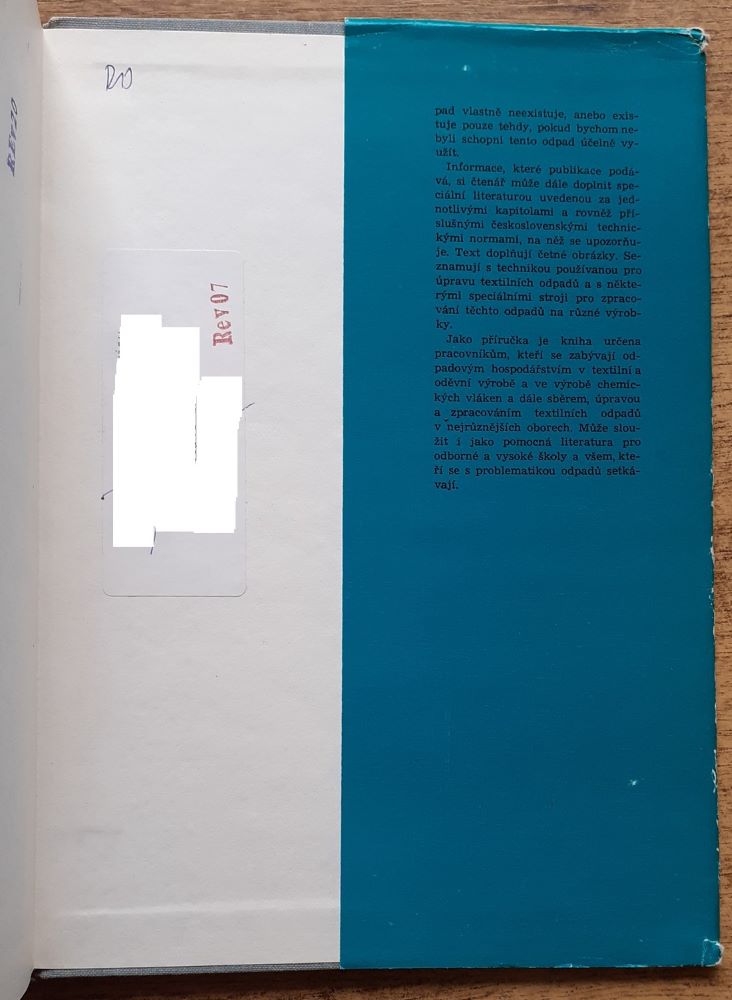 pad vlastně neexistuje, anebo exis-
tuje pouze tehdy, pokud bychom ne-
byli schopni tento odpad účelně vy-
užít.
Informace, které publikace podá-
vá, si čtenář může dále doplnit spe-
ciální literaturou uvedenou za jed-
notlivými kapitolami a rovněž pří-
slušnými československými technic-
kými normami, na něž se upozorňu-
je. Text doplňují četné obrázky. Se-
znamují s technikou používanou pro
úpravu textilních odpadů a s někte-
rými speciálními stroji pro zpraco-
vání těchto odpadů na různé výrob-
ky.
Jako příručka je kniha určena
pracovníkům, kteří se zabývají od-
padovým hospodářstvím v textilní a
oděvní výrobě a ve výrobě chemic-
kých vláken a dále sběrem, úpravou
a zpracováním textilních odpadů
v nejrůznějších oborech. Může slou-
žit i jako pomocná literatura pro
odborné a vysoké školy a všem, kte-
ří se s problematikou odpadů setká-
vají.
Rev 07